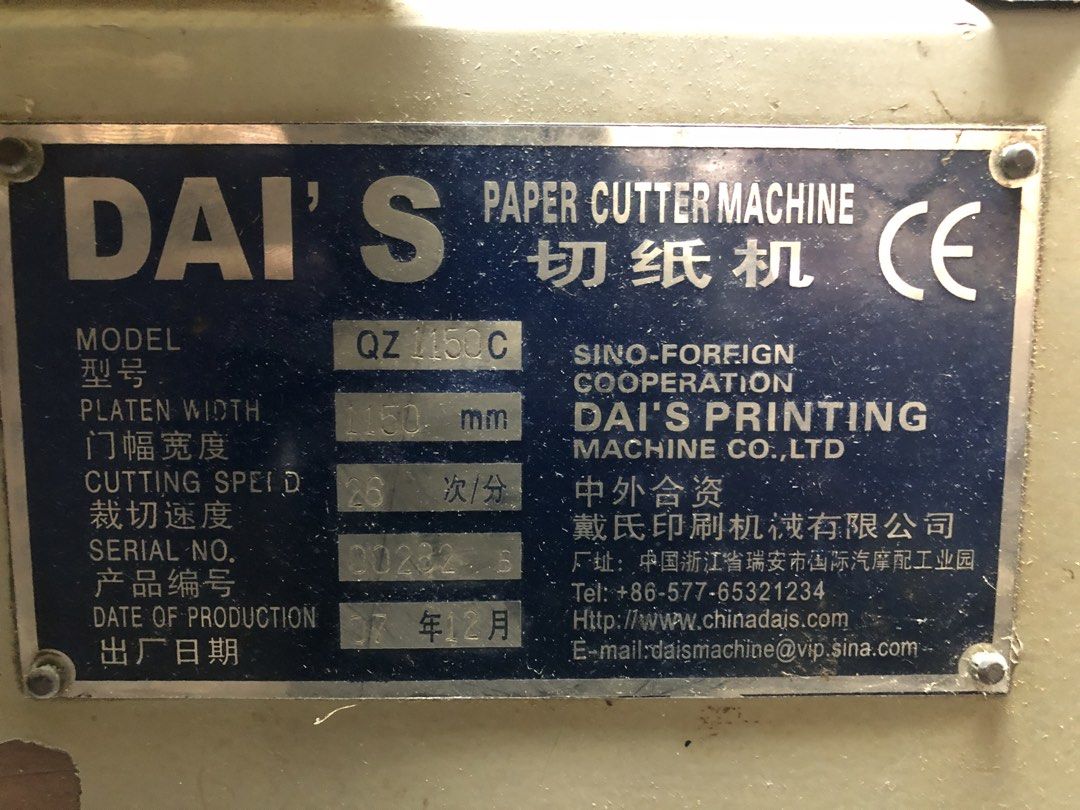 DAI'S PAPER CUTTER MACHINE
切纸机
CE
MODEL QZ 1150 C
型号
PLATEN WIDTH 1150 mm
门幅宽度
CUTTING SPEED 26 次/分
裁切速度
SERIAL NO. 00282 B
产品编号
DATE OF PRODUCTION 07 年 12 月
出厂日期
SINO-FOREIGN
COOPERATION
DAI'S PRINTING
MACHINE CO.,LTD
中外合资
戴氏印刷机械有限公司
厂址: 中国浙江省瑞安市国际汽摩配工业园
Tel: +86-577-65321234
Http://www.chinadais.com
E-mail:daismachine@vip.sina.com